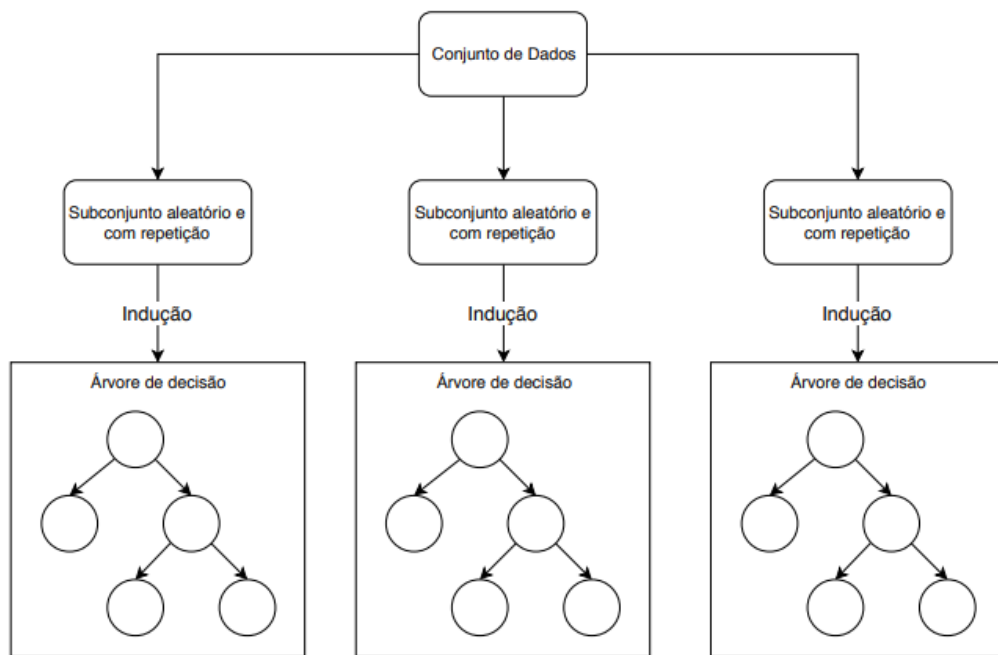 Conjunto de Dados
Subconjunto aleatório e
com repetição
Subconjunto aleatório e
com repetição
Subconjunto aleatório e
com repetição
Indução
Indução
Indução
Árvore de decisão
Árvore de decisão
Árvore de decisão